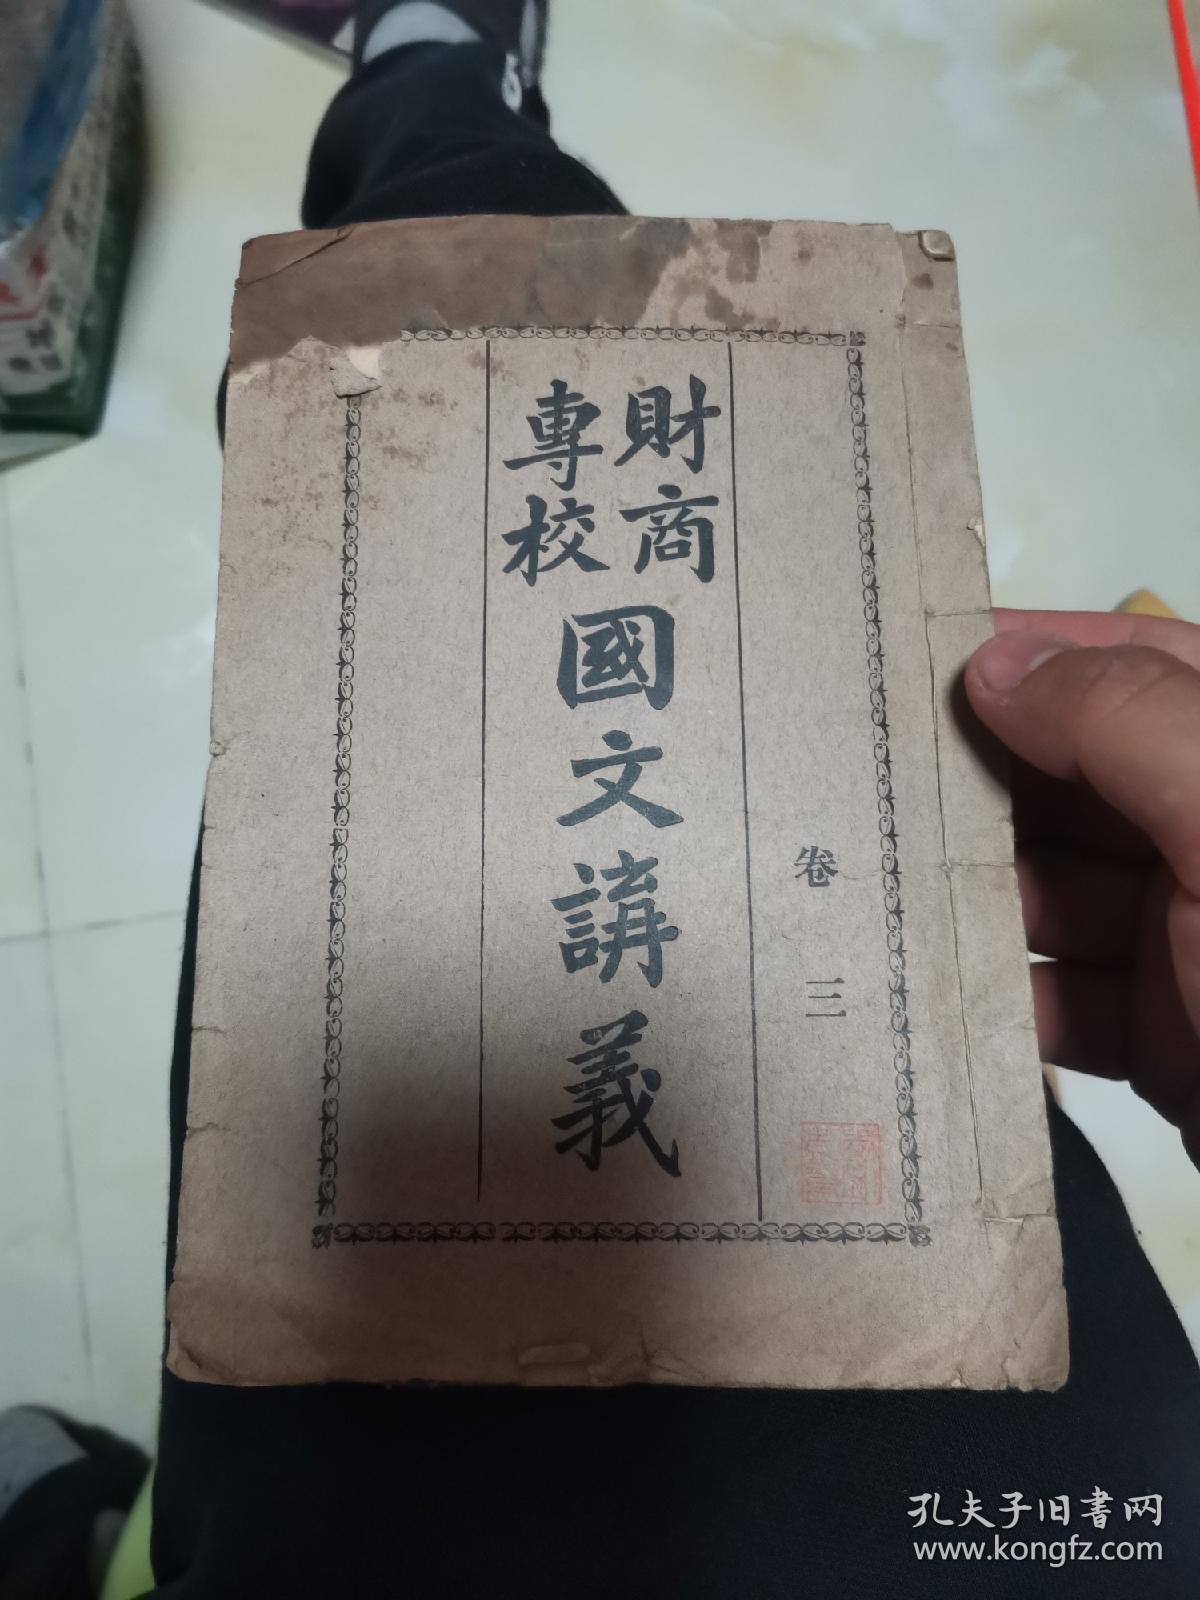 財商
專校
國文講義
卷三
孔夫子旧書网
www.kongfz.com